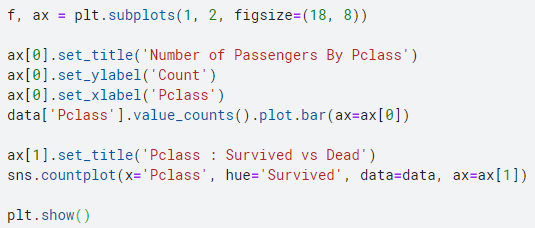 f, ax = plt.subplots(1, 2, figsize=(18, 8))
ax[0].set_title('Number of Passengers By Pclass')
ax[0].set_ylabel('Count')
ax[0].set_xlabel('Pclass')
data['Pclass'].value_counts().plot.bar(ax=ax[0])
ax[1].set_title('Pclass : Survived vs Dead')
sns.countplot(x='Pclass', hue='Survived', data=data, ax=ax[1])
plt.show()